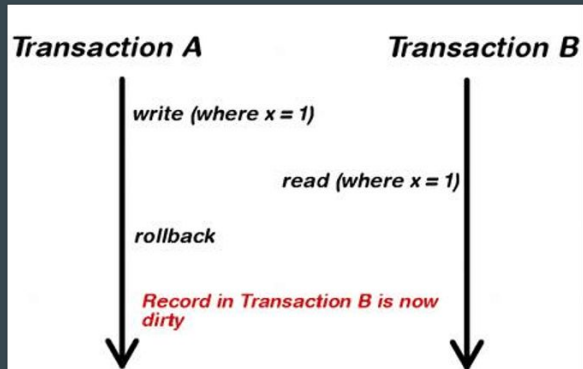 Transaction A
Transaction B
write (where x = 1)
read (where x = 1)
rollback
Record in Transaction B is now
dirty